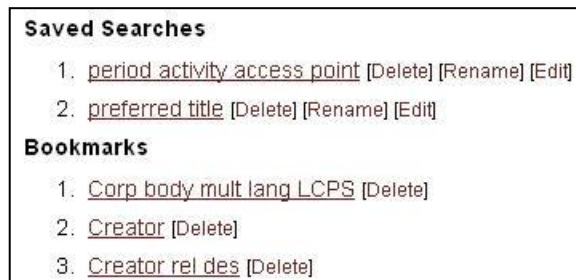 Saved Searches
1. period activity access point [Delete] [Rename] [Edit]
2. preferred title [Delete] [Rename] [Edit]
Bookmarks
1. Corp body mult lang LCPS [Delete]
2. Creator [Delete]
3. Creator rel des [Delete]